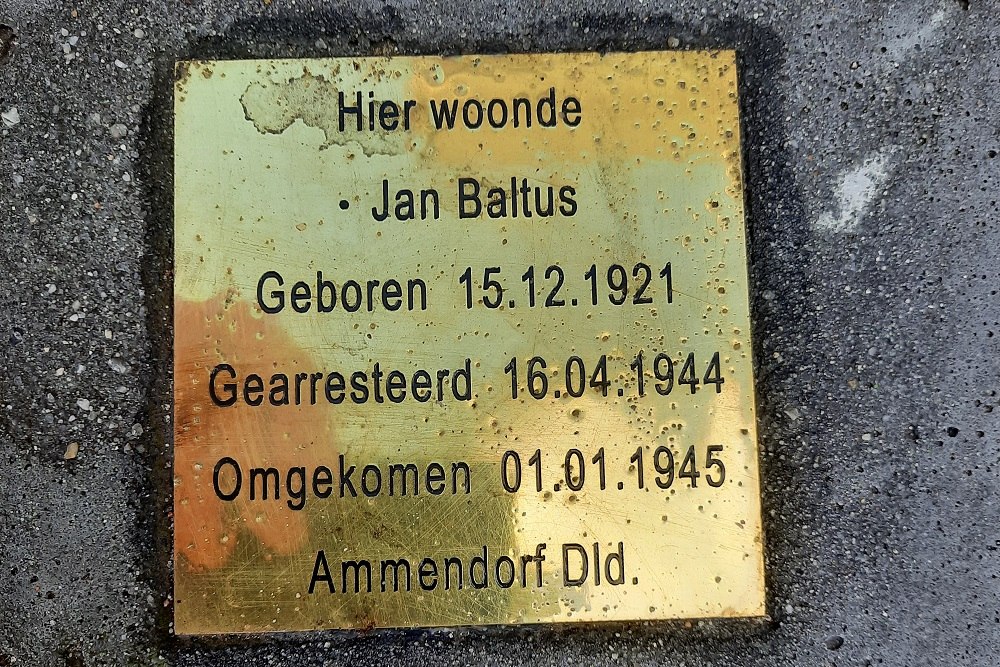 Hier woonde
• Jan Baltus
Geboren 15.12.1921
Gearresteerd 16.04.1944
Omgekomen 01.01.1945
Ammendorf Dld.